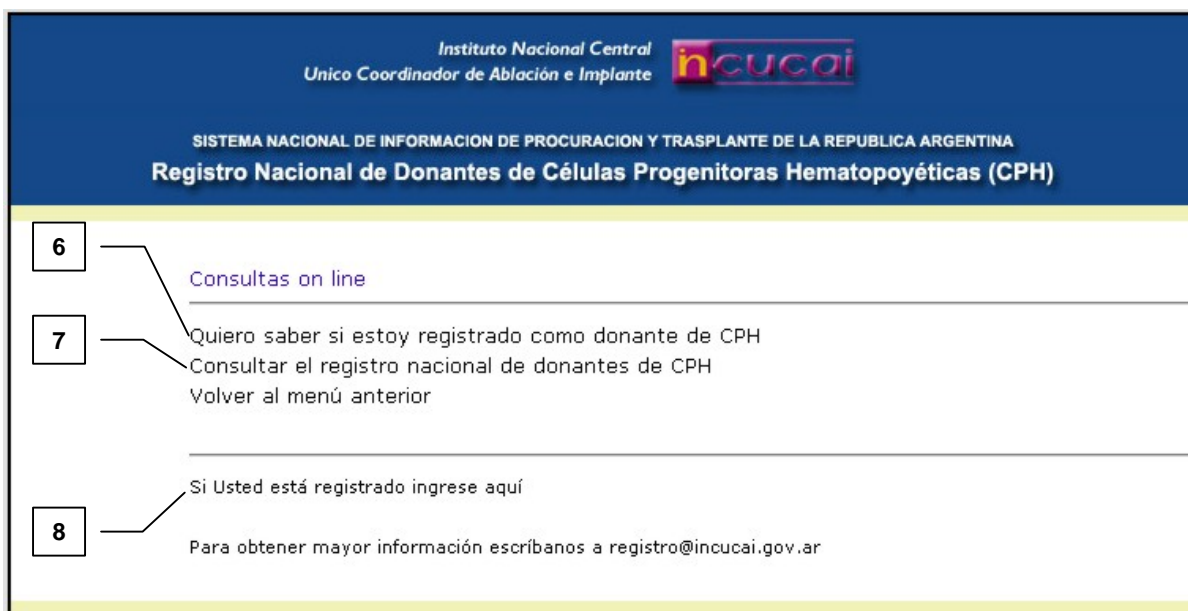 Instituto Nacional Central
Unico Coordinador de Ablación e Implante
incucai
SISTEMA NACIONAL DE INFORMACION DE PROCURACION Y TRASPLANTE DE LA REPUBLICA ARGENTINA
Registro Nacional de Donantes de Células Progenitoras Hematopoyéticas (CPH)
6
Consultas on line
7
Quiero saber si estoy registrado como donante de CPH
Consultar el registro nacional de donantes de CPH
Volver al menú anterior
Si Usted está registrado ingrese aquí
8
Para obtener mayor información escríbanos a registro@incucai.gov.ar